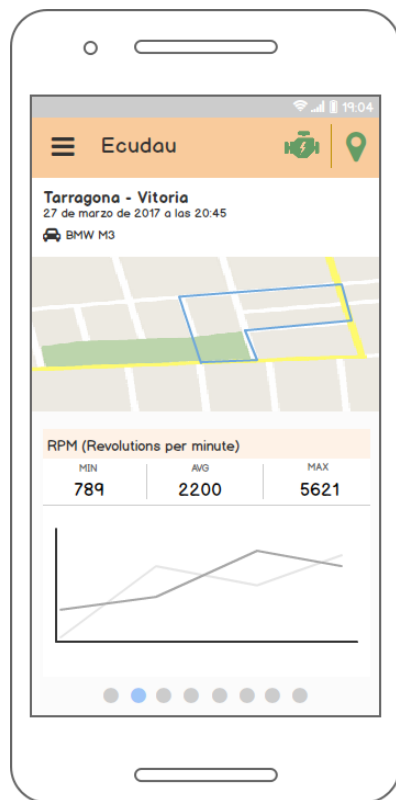 19:04
Ecudau
Tarragona - Vitoria
27 de marzo de 2017 a las 20:45
BMW M3
RPM (Revolutions per minute)
MIN AVG MAX
789 2200 5621